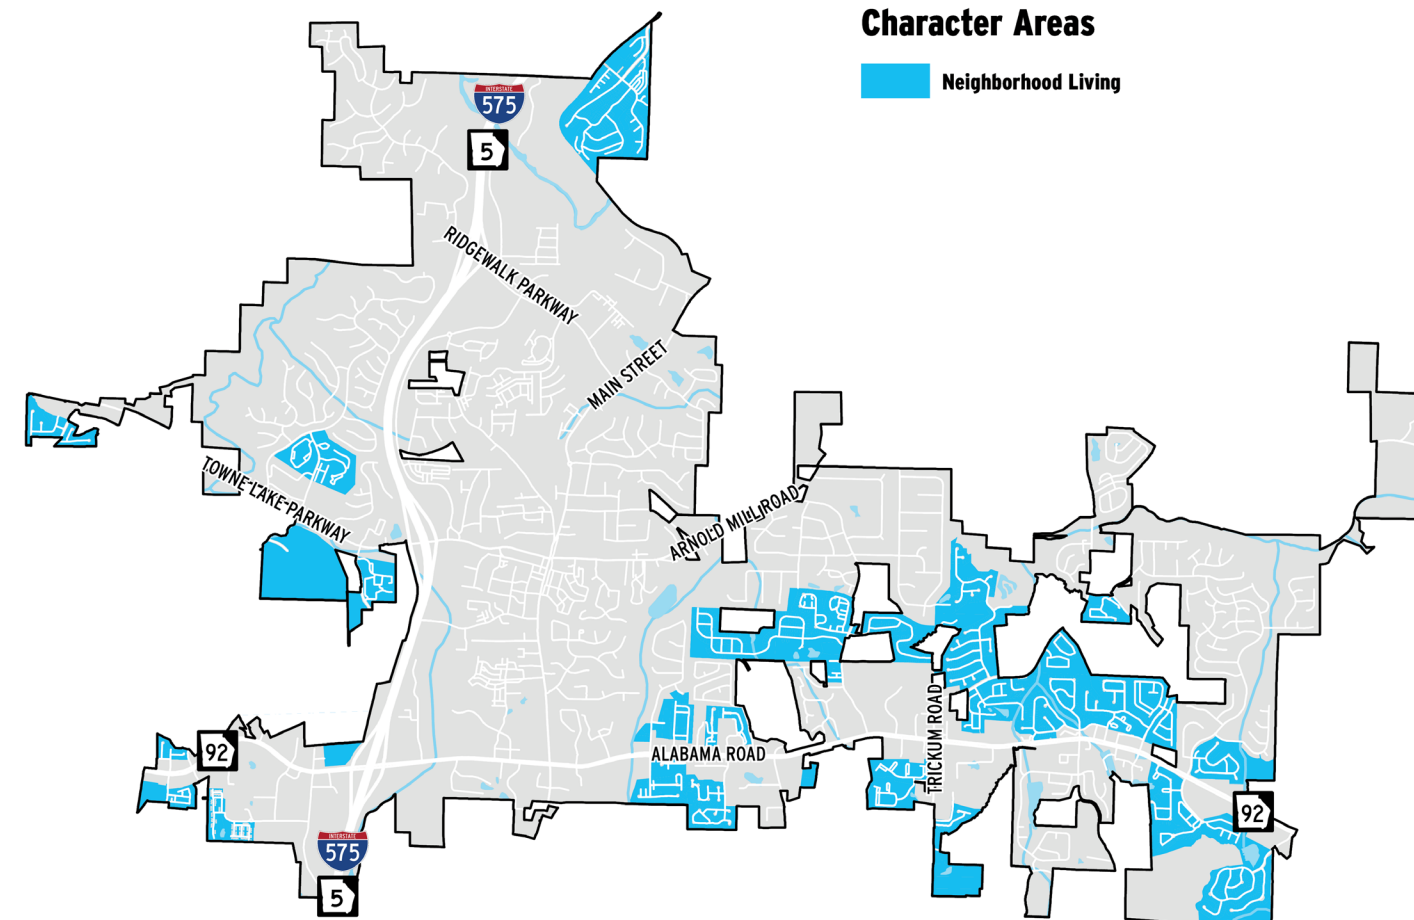 Character Areas
Neighborhood Living
INTERSTATE
575
5
RIDGEWALK PARKWAY
MAIN STREET
TOWNE LAKE PARKWAY
ARNOLD MILL ROAD
TRICKUM ROAD
92
ALABAMA ROAD
92
INTERSTATE
575
5